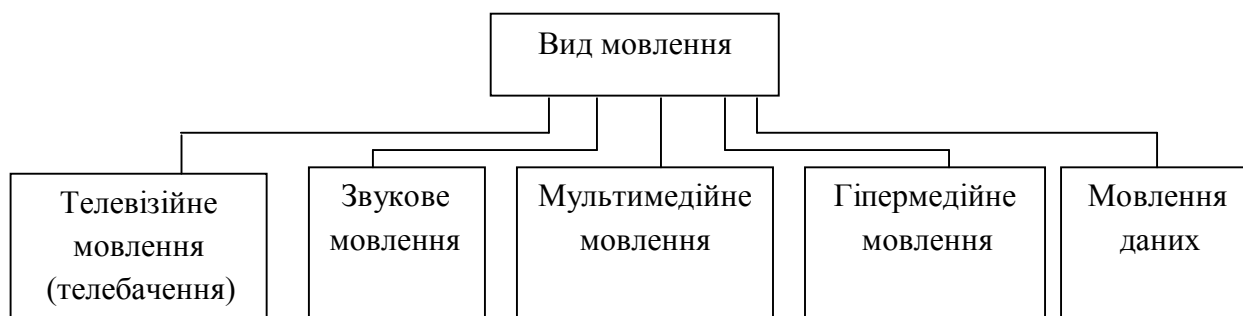 Вид мовлення
Телевізійне
мовлення
(телебачення)
Звукове
мовлення
Мультимедійне
мовлення
Гіпермедійне
мовлення
Мовлення
даних